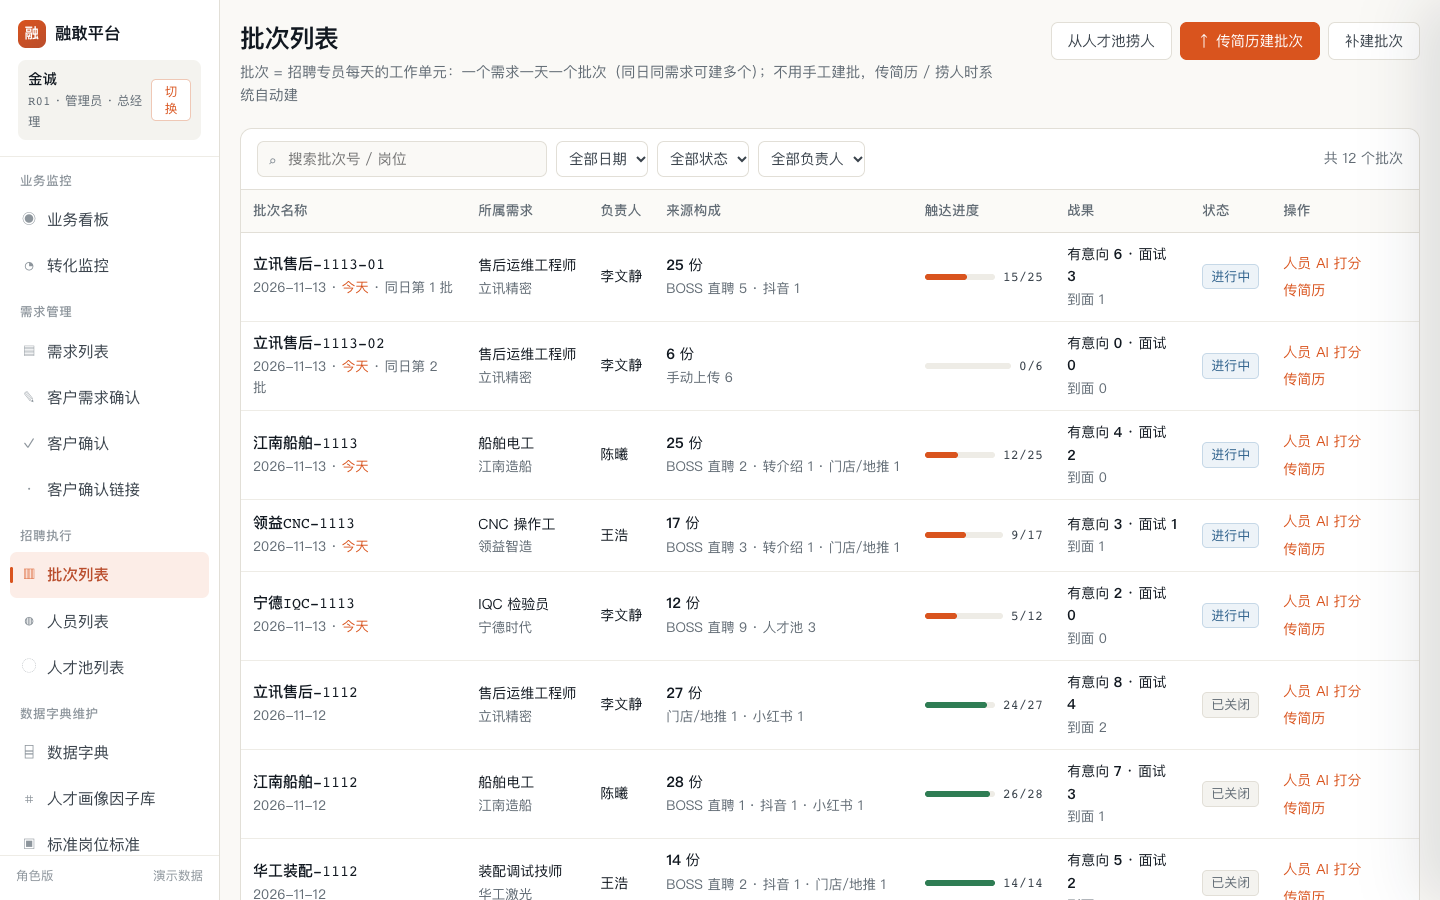 融
融敢平台
金诚
R01 · 管理员 · 总经理
切换
业务监控
业务看板
转化监控
需求管理
需求列表
客户需求确认
客户确认
客户确认链接
招聘执行
批次列表
人员列表
人才池列表
数据字典维护
数据字典
人才画像因子库
标准岗位标准
角色版
演示数据
批次列表
批次 = 招聘专员每天的工作单元：一个需求一天一个批次（同日同需求可建多个）；不用手工建批，传简历 / 捞人时系
统自动建
从人才池捞人
↑ 传简历建批次
补建批次
搜索批次号 / 岗位
全部日期
全部状态
全部负责人
共 12 个批次
批次名称 所属需求 负责人 来源构成 触达进度 战果 状态 操作
立讯售后-1113-01
2026-11-13 · 今天 · 同日第 1 批
售后运维工程师
立讯精密
李文静
25 份
BOSS 直聘 5 · 抖音 1
15/25
有意向 6 · 面试
3
到面 1
进行中
人员 AI 打分
传简历
立讯售后-1113-02
2026-11-13 · 今天 · 同日第 2
批
售后运维工程师
立讯精密
李文静
6 份
手动上传 6
0/6
有意向 0 · 面试
0
到面 0
进行中
人员 AI 打分
传简历
江南船舶-1113
2026-11-13 · 今天
船舶电工
江南造船
陈曦
25 份
BOSS 直聘 2 · 转介绍 1 · 门店/地推 1
12/25
有意向 4 · 面试
2
到面 0
进行中
人员 AI 打分
传简历
领益CNC-1113
2026-11-13 · 今天
CNC 操作工
领益智造
王浩
17 份
BOSS 直聘 3 · 转介绍 1 · 门店/地推 1
9/17
有意向 3 · 面试 1
到面 1
进行中
人员 AI 打分
传简历
宁德IQC-1113
2026-11-13 · 今天
IQC 检验员
宁德时代
李文静
12 份
BOSS 直聘 9 · 人才池 3
5/12
有意向 2 · 面试
0
到面 0
进行中
人员 AI 打分
传简历
立讯售后-1112
2026-11-12
售后运维工程师
立讯精密
李文静
27 份
门店/地推 1 · 小红书 1
24/27
有意向 8 · 面试
4
到面 2
已关闭
人员 AI 打分
传简历
江南船舶-1112
2026-11-12
船舶电工
江南造船
陈曦
28 份
BOSS 直聘 1 · 抖音 1 · 小红书 1
26/28
有意向 7 · 面试
3
到面 1
已关闭
人员 AI 打分
传简历
华工装配-1112
2026-11-12
装配调试技师
华工激光
王浩
14 份
BOSS 直聘 2 · 抖音 1 · 门店/地推 1
14/14
有意向 5 · 面试
2
已关闭
人员 AI 打分
传简历